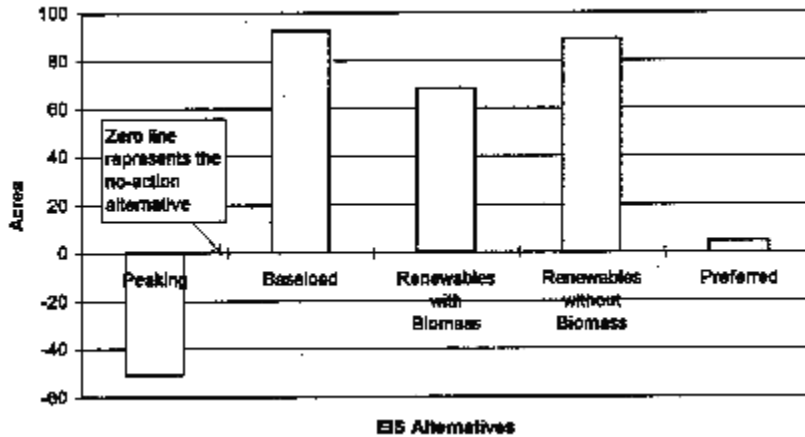 100
80
60
40
20
0
-20
-40
-60
Acres
Zero line
represents the
no-action
alternative
Peaking
Baseload
Renewables
with
Biomass
Renewables
without
Biomass
Preferred
EIS Alternatives